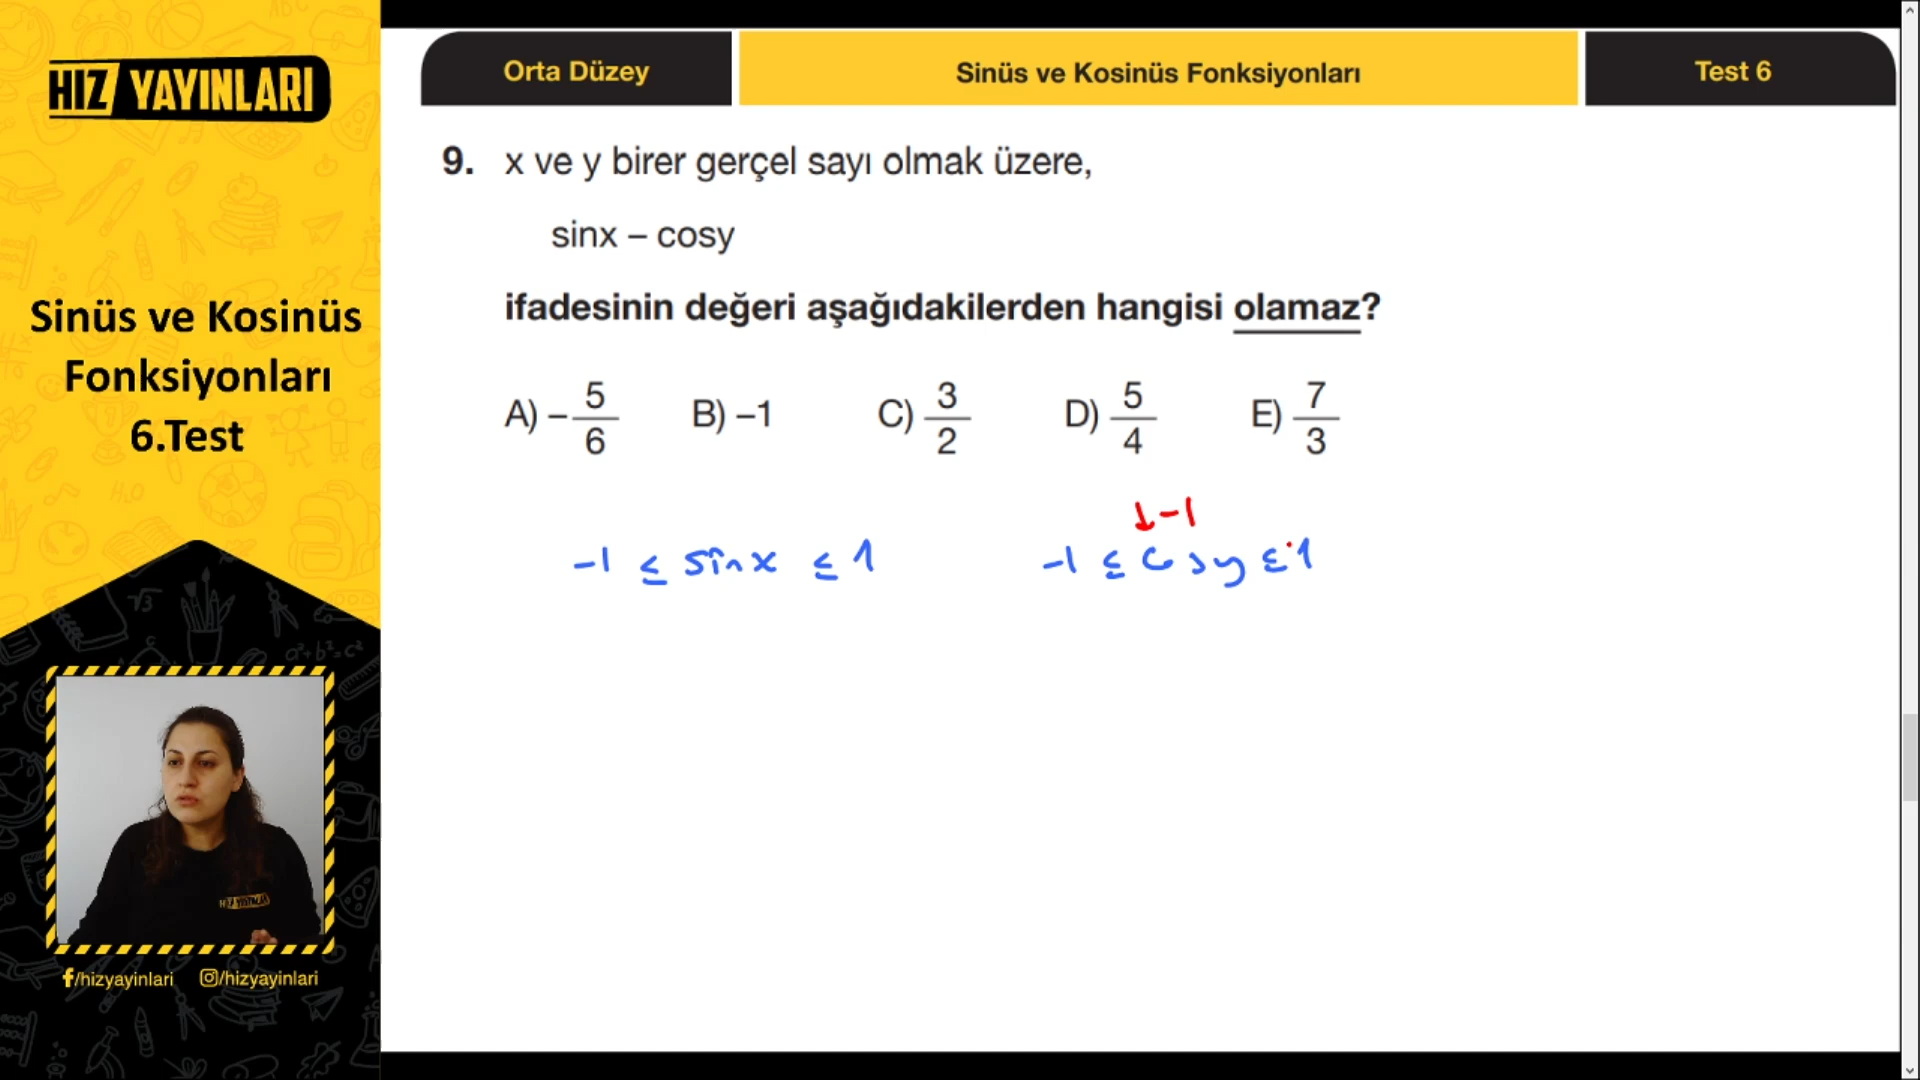 HIZ YAYINLARI
Sinüs ve Kosinüs
Fonksiyonları
6.Test
/hizyayinlari /hizyayinlari
Orta Düzey Sinüs ve Kosinüs Fonksiyonları Test 6
9. x ve y birer gerçel sayı olmak üzere,
sinx – cosy
ifadesinin değeri aşağıdakilerden hangisi olamaz?
A) –5/6 B) –1 C) 3/2 D) 5/4 E) 7/3
↓ -1
-1 ≤ sinx ≤ 1 -1 ≤ cosy ≤ 1